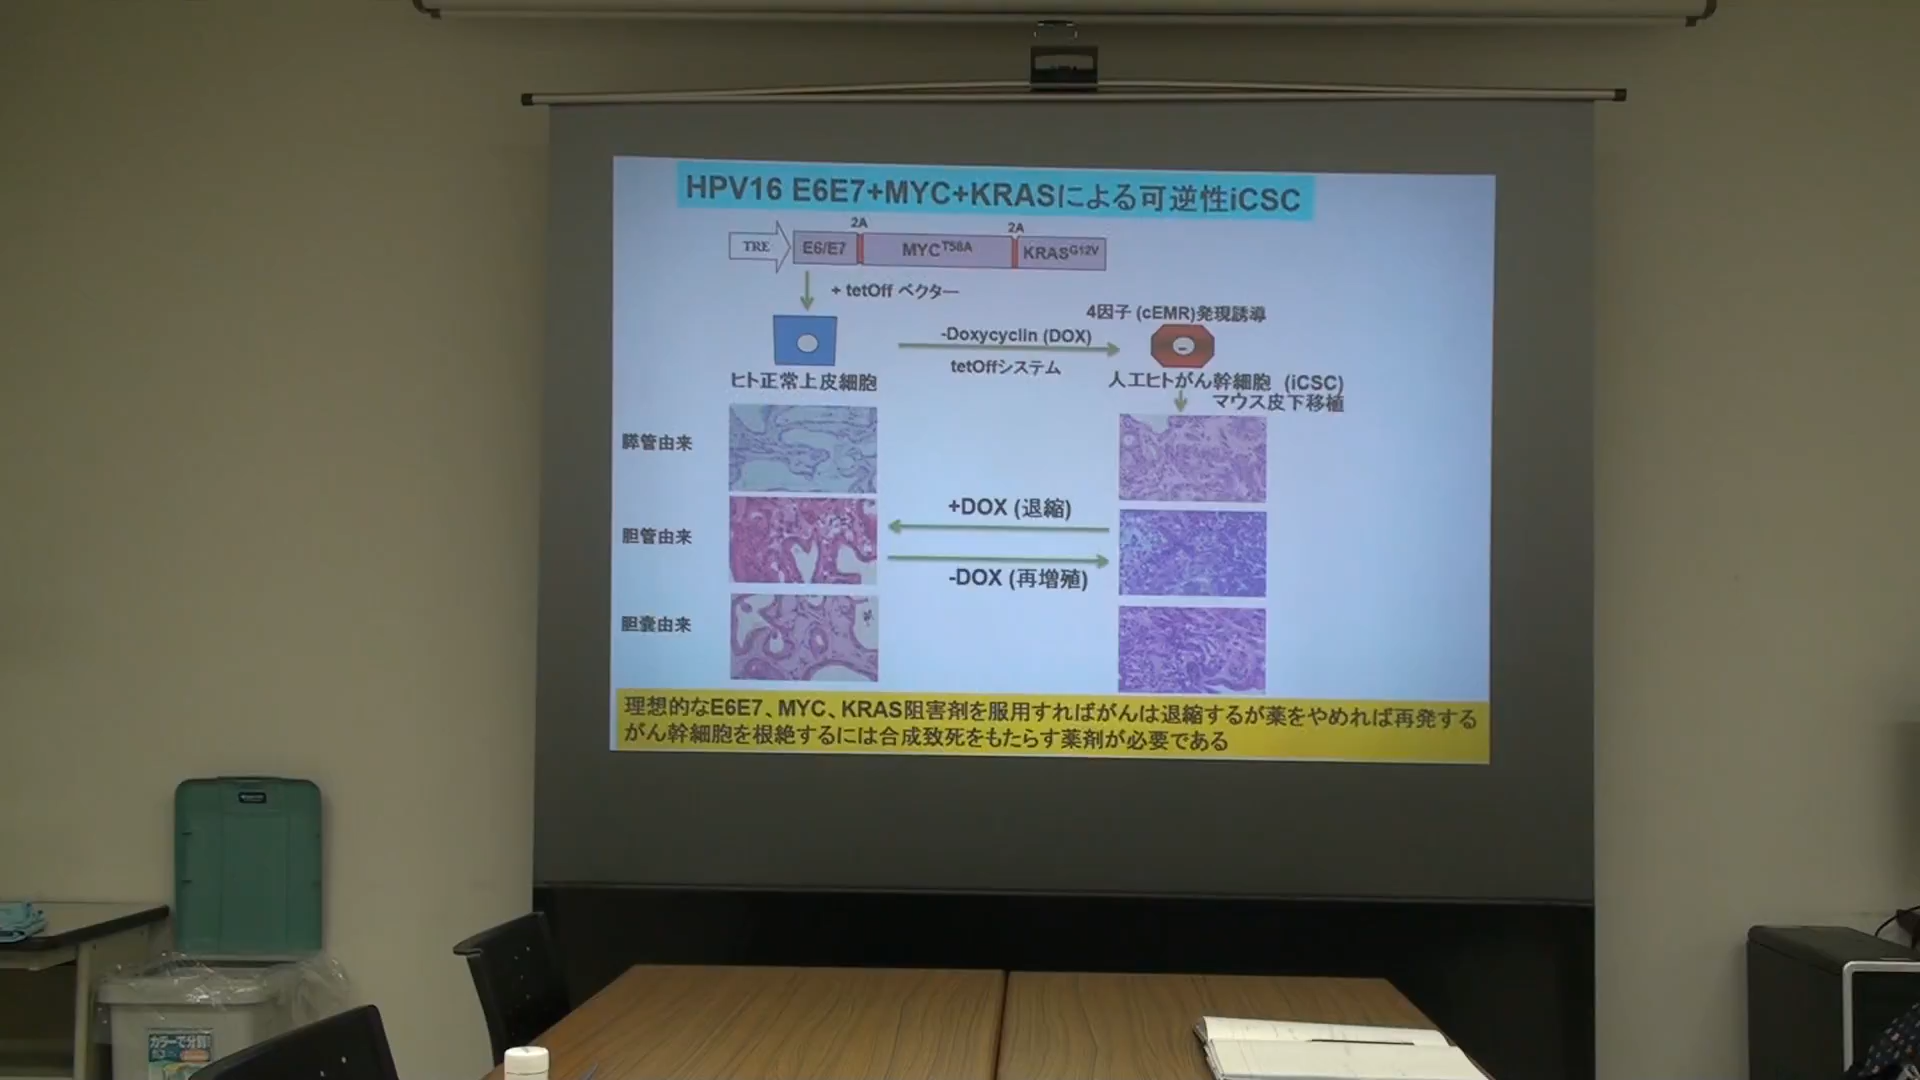 HPV16 E6E7+MYC+KRASによる可逆性iCSC
2A
2A
TRE
E6/E7
MYCT58A
KRASG12V
+ tetOff ベクター
4因子 (cEMR)発現誘導
-Doxycyclin (DOX)
tetOffシステム
ヒト正常上皮細胞
人工ヒトがん幹細胞 (iCSC)
マウス皮下移植
膵管由来
+DOX (退縮)
胆管由来
-DOX (再増殖)
胆嚢由来
理想的なE6E7、MYC、KRAS阻害剤を服用すればがんは退縮するが薬をやめれば再発する
がん幹細胞を根絶するには合成致死をもたらす薬剤が必要である
カラーで分別!